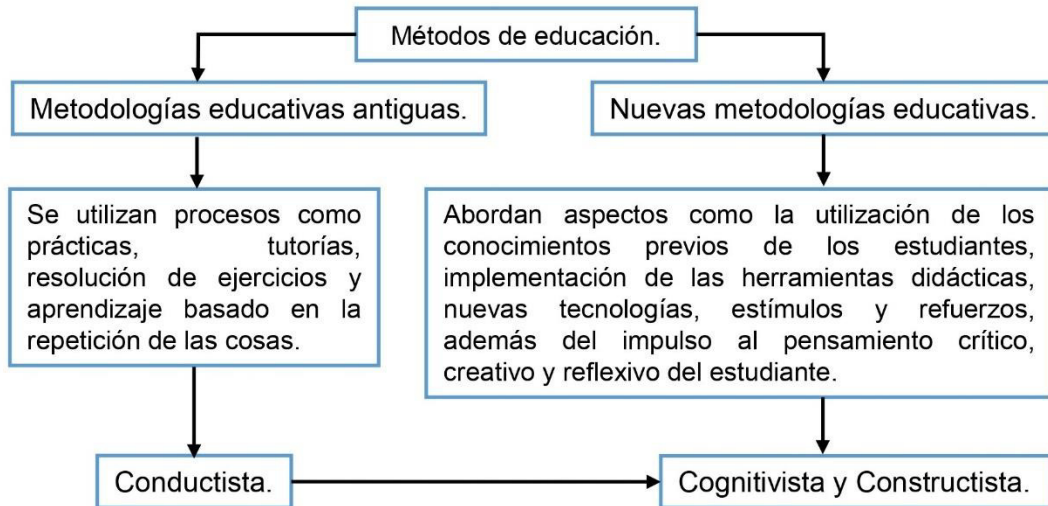 Métodos de educación.
Metodologías educativas antiguas.
Nuevas metodologías educativas.
Se utilizan procesos como
prácticas, tutorías,
resolución de ejercicios y
aprendizaje basado en la
repetición de las cosas.
Abordan aspectos como la utilización de los
conocimientos previos de los estudiantes,
implementación de las herramientas didácticas,
nuevas tecnologías, estímulos y refuerzos,
además del impulso al pensamiento crítico,
creativo y reflexivo del estudiante.
Conductista.
Cognitivista y Constructista.